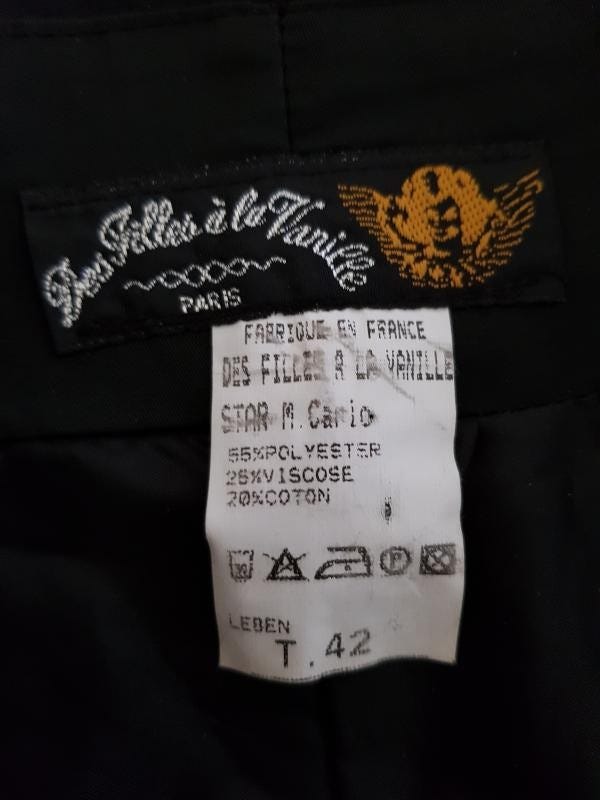 Des Filles à la Vanille
PARIS
FABRIQUE EN FRANCE
DES FILLES A LA VANILLE
STAR M.Cario
55%POLYESTER
25%VISCOSE
20%COTON
P
LEBEN
T.42